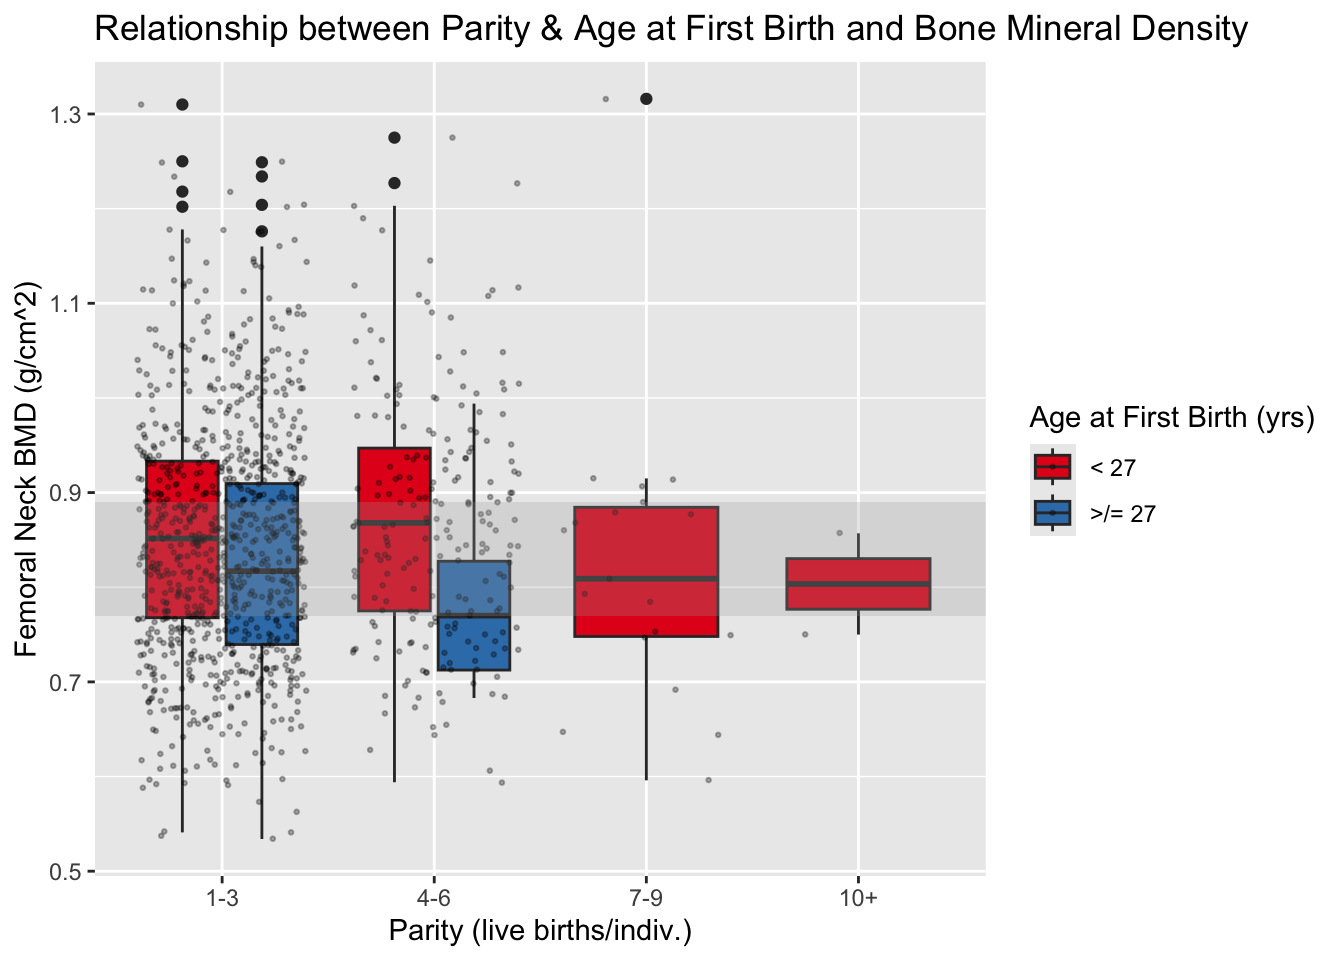 Relationship between Parity & Age at First Birth and Bone Mineral Density
Femoral Neck BMD (g/cm^2)
1.3
1.1
0.9
0.7
0.5
1-3
4-6
7-9
10+
Parity (live births/indiv.)
Age at First Birth (yrs)
< 27
>/= 27